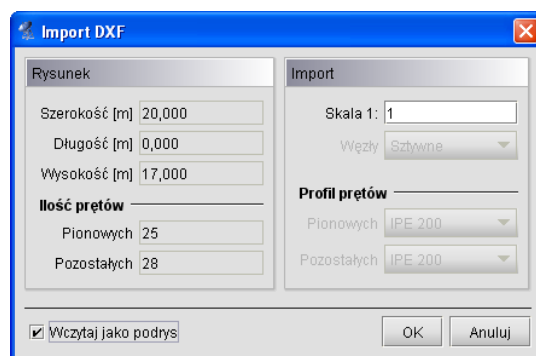 Import DXF
Rysunek
Szerokość [m] 20,000
Długość [m] 0,000
Wysokość [m] 17,000
Ilość prętów
Pionowych 25
Pozostałych 28
Import
Skala 1: 1
Węzły Sztywne
Profil prętów
Pionowych IPE 200
Pozostałych IPE 200
Wczytaj jako podrys
OK
Anuluj